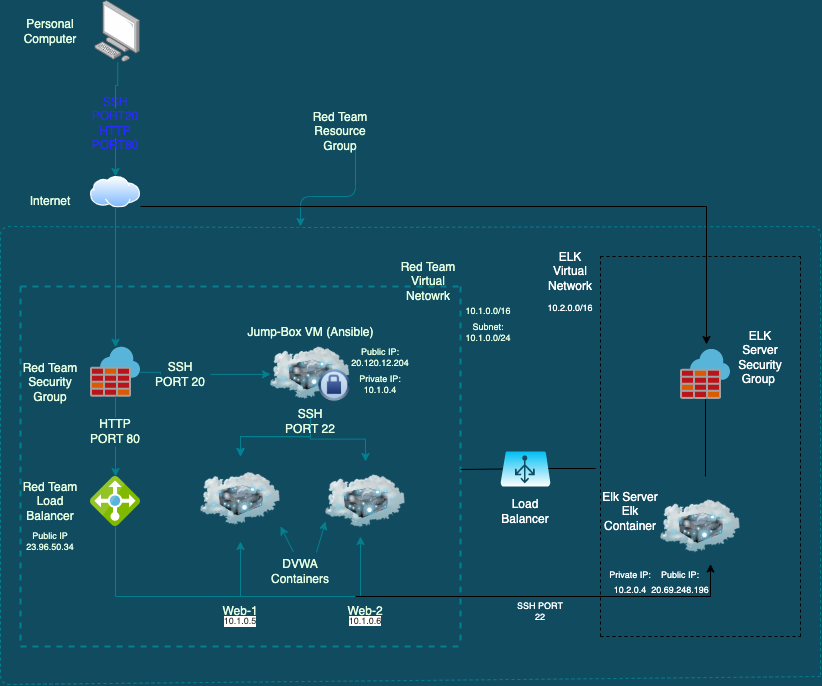 Personal
Computer
SSH
PORT20
HTTP
PORT80
Red Team
Resource
Group
Internet
Red Team
Virtual
Netowrk
ELK
Virtual
Network
10.2.0.0/16
10.1.0.0/16
Subnet:
10.1.0.0/24
Jump-Box VM (Ansible)
Public IP:
20.120.12.204
Private IP:
10.1.0.4
ELK
Server
Security
Group
Red Team
Security
Group
SSH
PORT 20
SSH
PORT 22
HTTP
PORT 80
Red Team
Load
Balancer
Public IP
23.96.50.34
Load
Balancer
Elk Server
Elk
Container
DVWA
Containers
Private IP:
10.2.0.4
Public IP:
20.69.248.196
Web-1
10.1.0.5
Web-2
10.1.0.6
SSH PORT
22